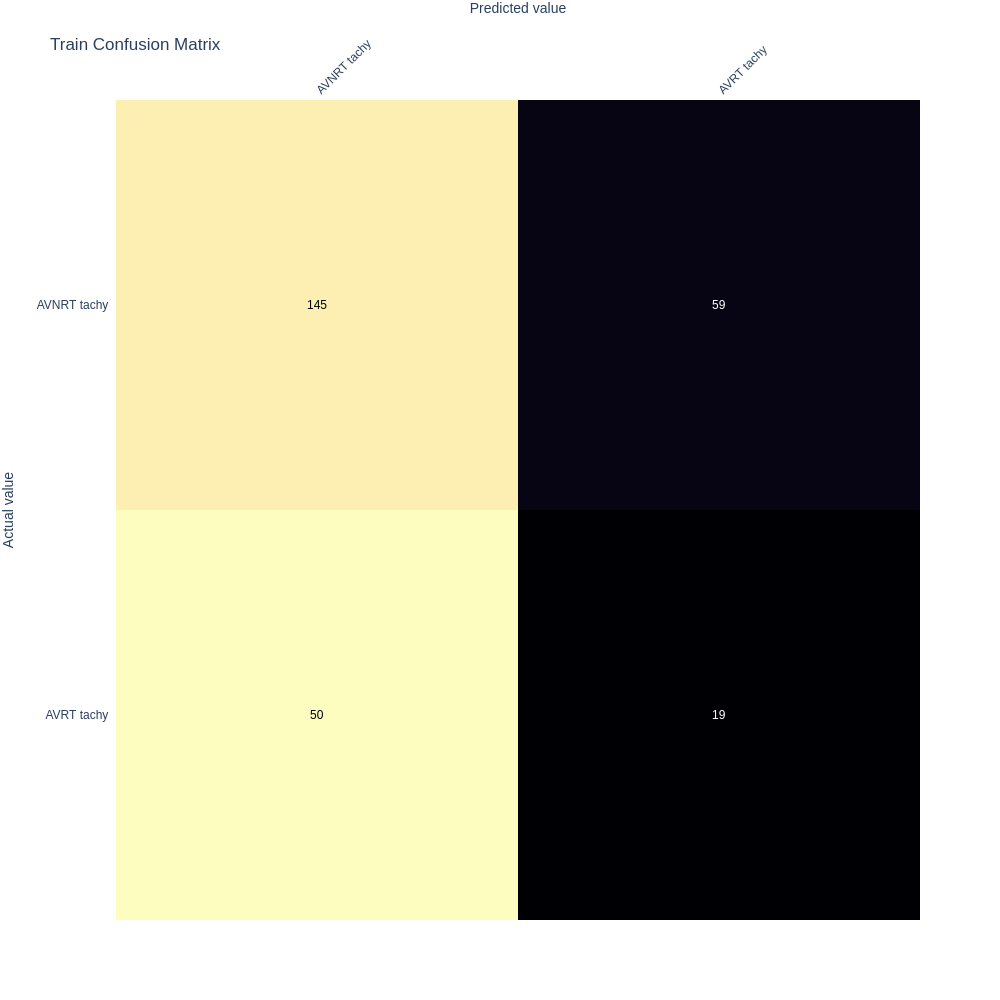 Predicted value
Train Confusion Matrix
AVNRT tachy
AVRT tachy
AVNRT tachy
145
59
Actual value
AVRT tachy
50
19